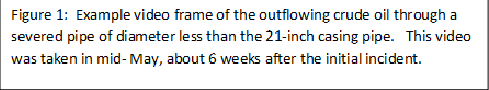 Figure 1:  Example video frame of the outflowing crude oil through a
severed pipe of diameter less than the 21-inch casing pipe.   This video
was taken in mid- May, about 6 weeks after the initial incident.